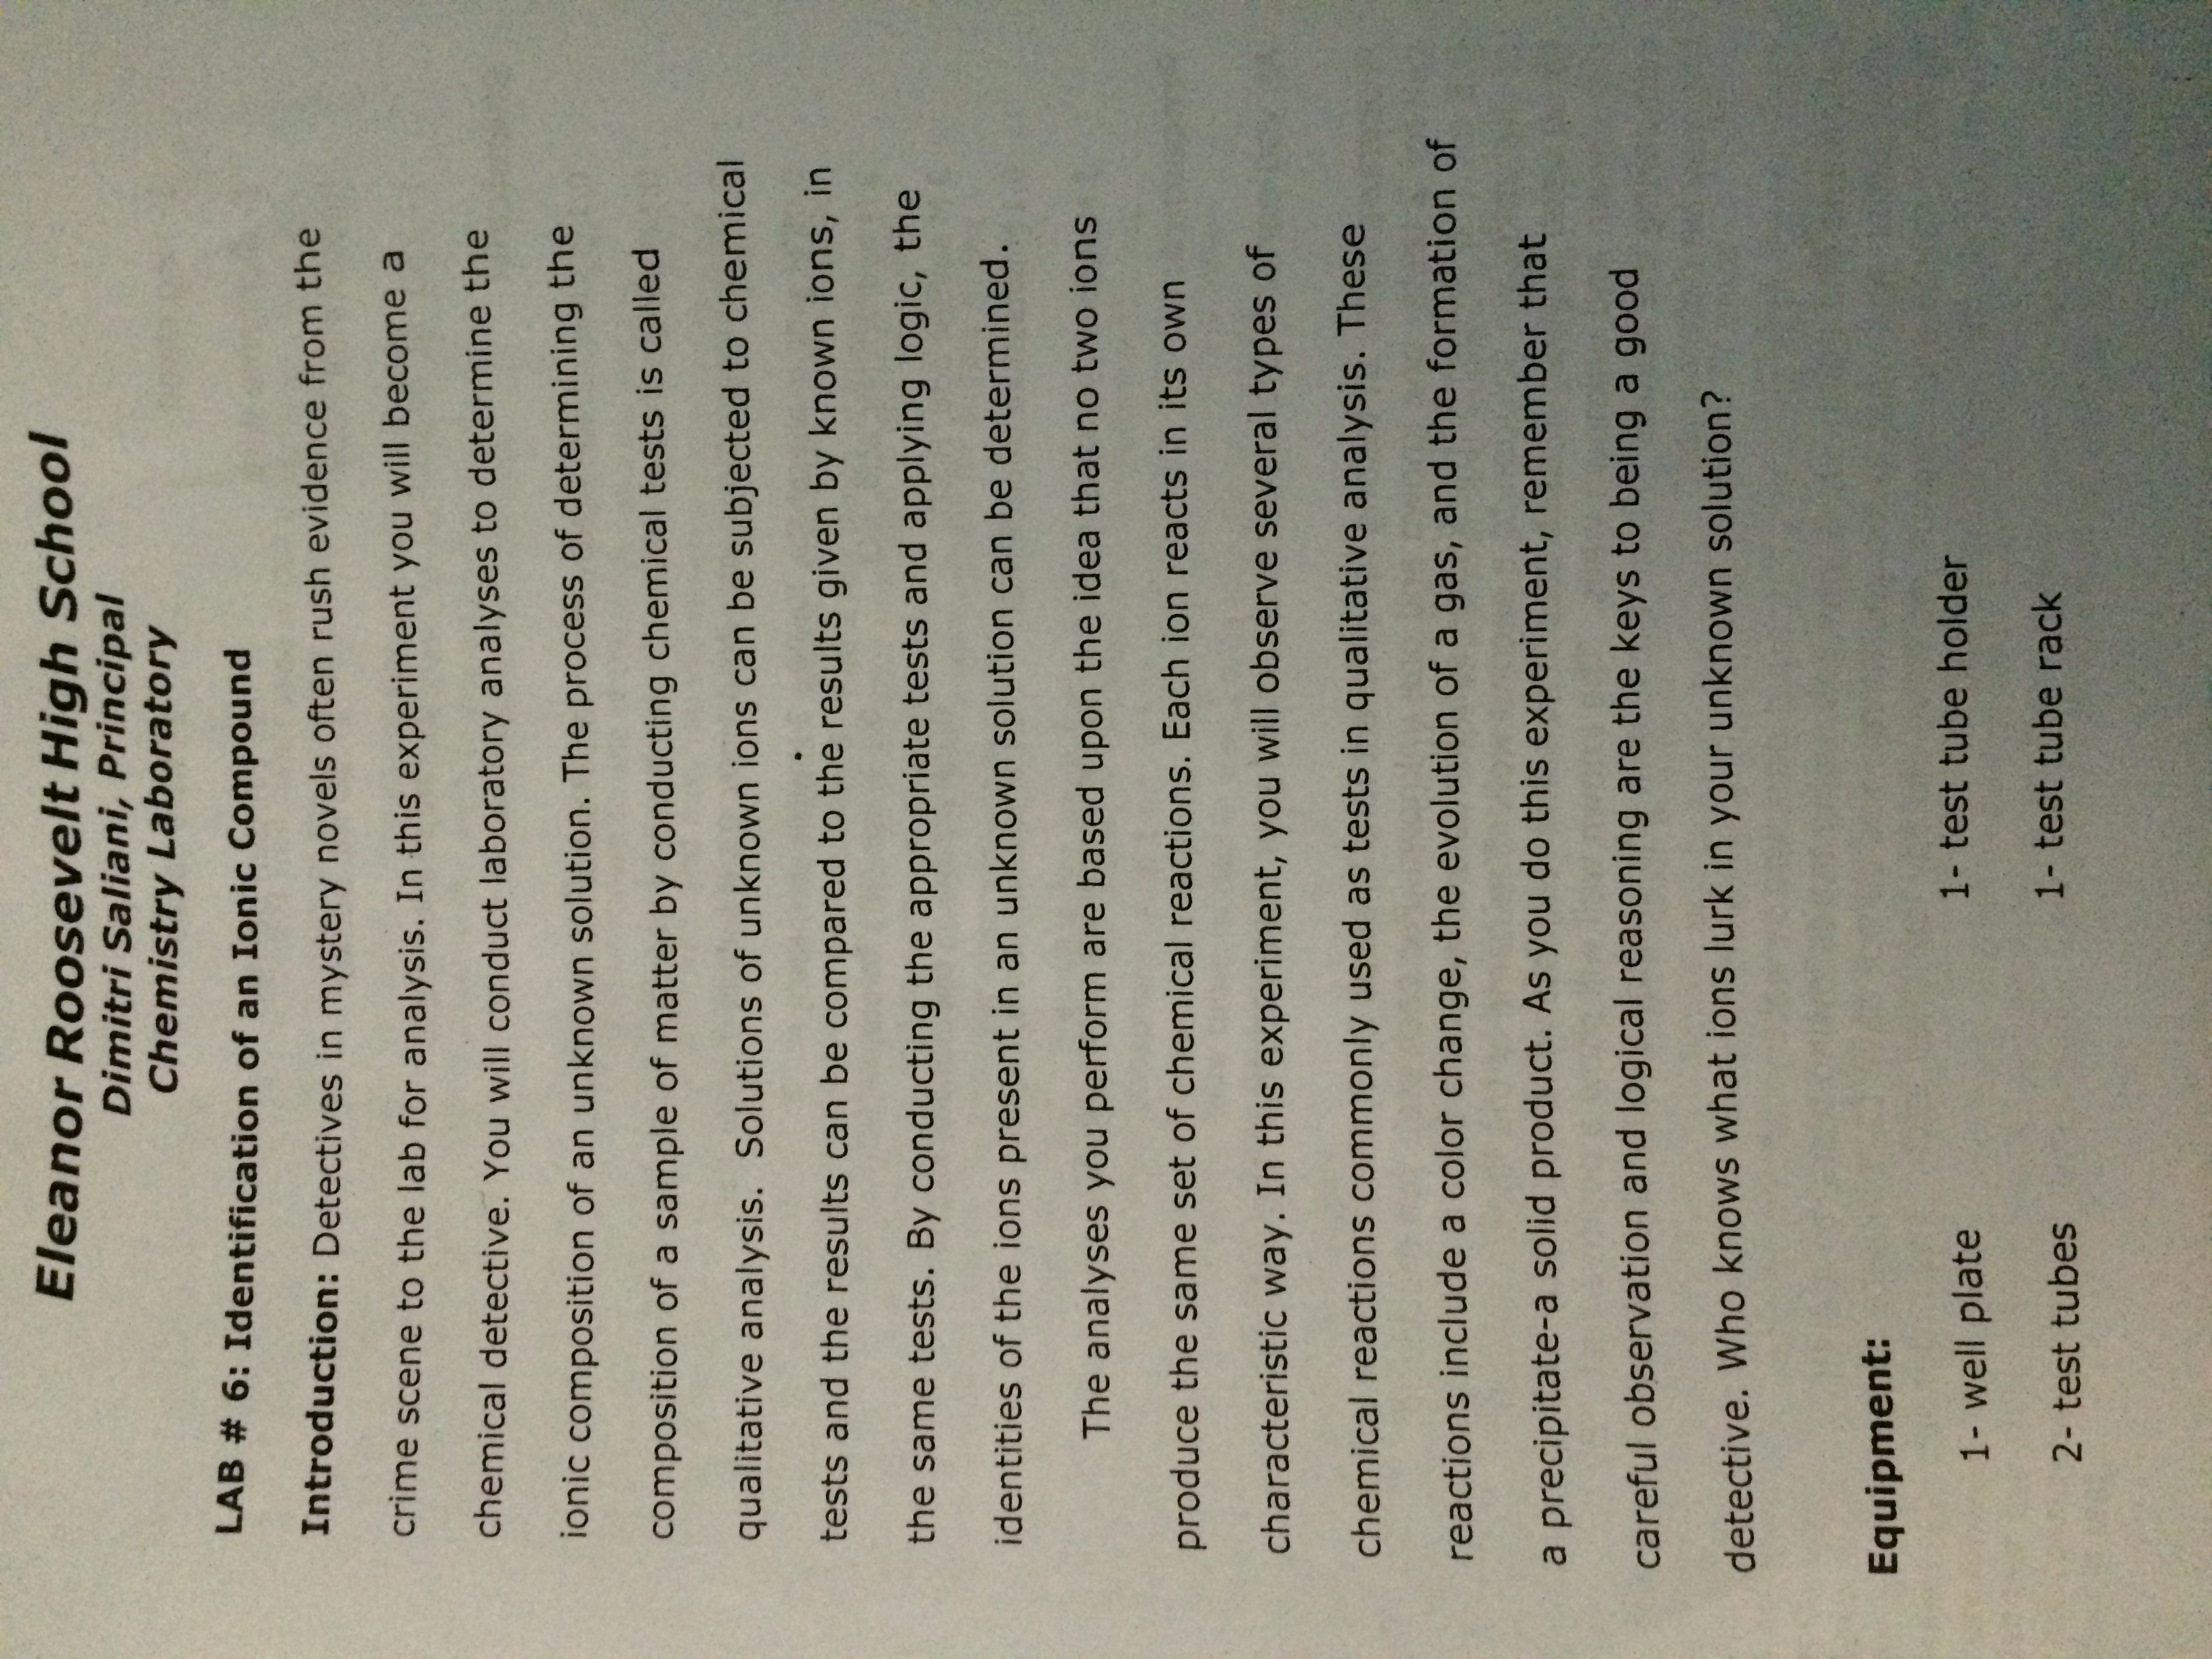 Eleanor Roosevelt High School
Dimitri Saliani, Principal
Chemistry Laboratory
LAB # 6: Identification of an Ionic Compound
Introduction: Detectives in mystery novels often rush evidence from the
crime scene to the lab for analysis. In this experiment you will become a
chemical detective. You will conduct laboratory analyses to determine the
ionic composition of an unknown solution. The process of determining the
composition of a sample of matter by conducting chemical tests is called
qualitative analysis.  Solutions of unknown ions can be subjected to chemical
tests and the results can be compared to the results given by known ions, in
the same tests. By conducting the appropriate tests and applying logic, the
identities of the ions present in an unknown solution can be determined.
The analyses you perform are based upon the idea that no two ions
produce the same set of chemical reactions. Each ion reacts in its own
characteristic way. In this experiment, you will observe several types of
chemical reactions commonly used as tests in qualitative analysis. These
reactions include a color change, the evolution of a gas, and the formation of
a precipitate-a solid product. As you do this experiment, remember that
careful observation and logical reasoning are the keys to being a good
detective. Who knows what ions lurk in your unknown solution?
Equipment:
1- well plate
2- test tubes
1- test tube holder
1- test tube rack